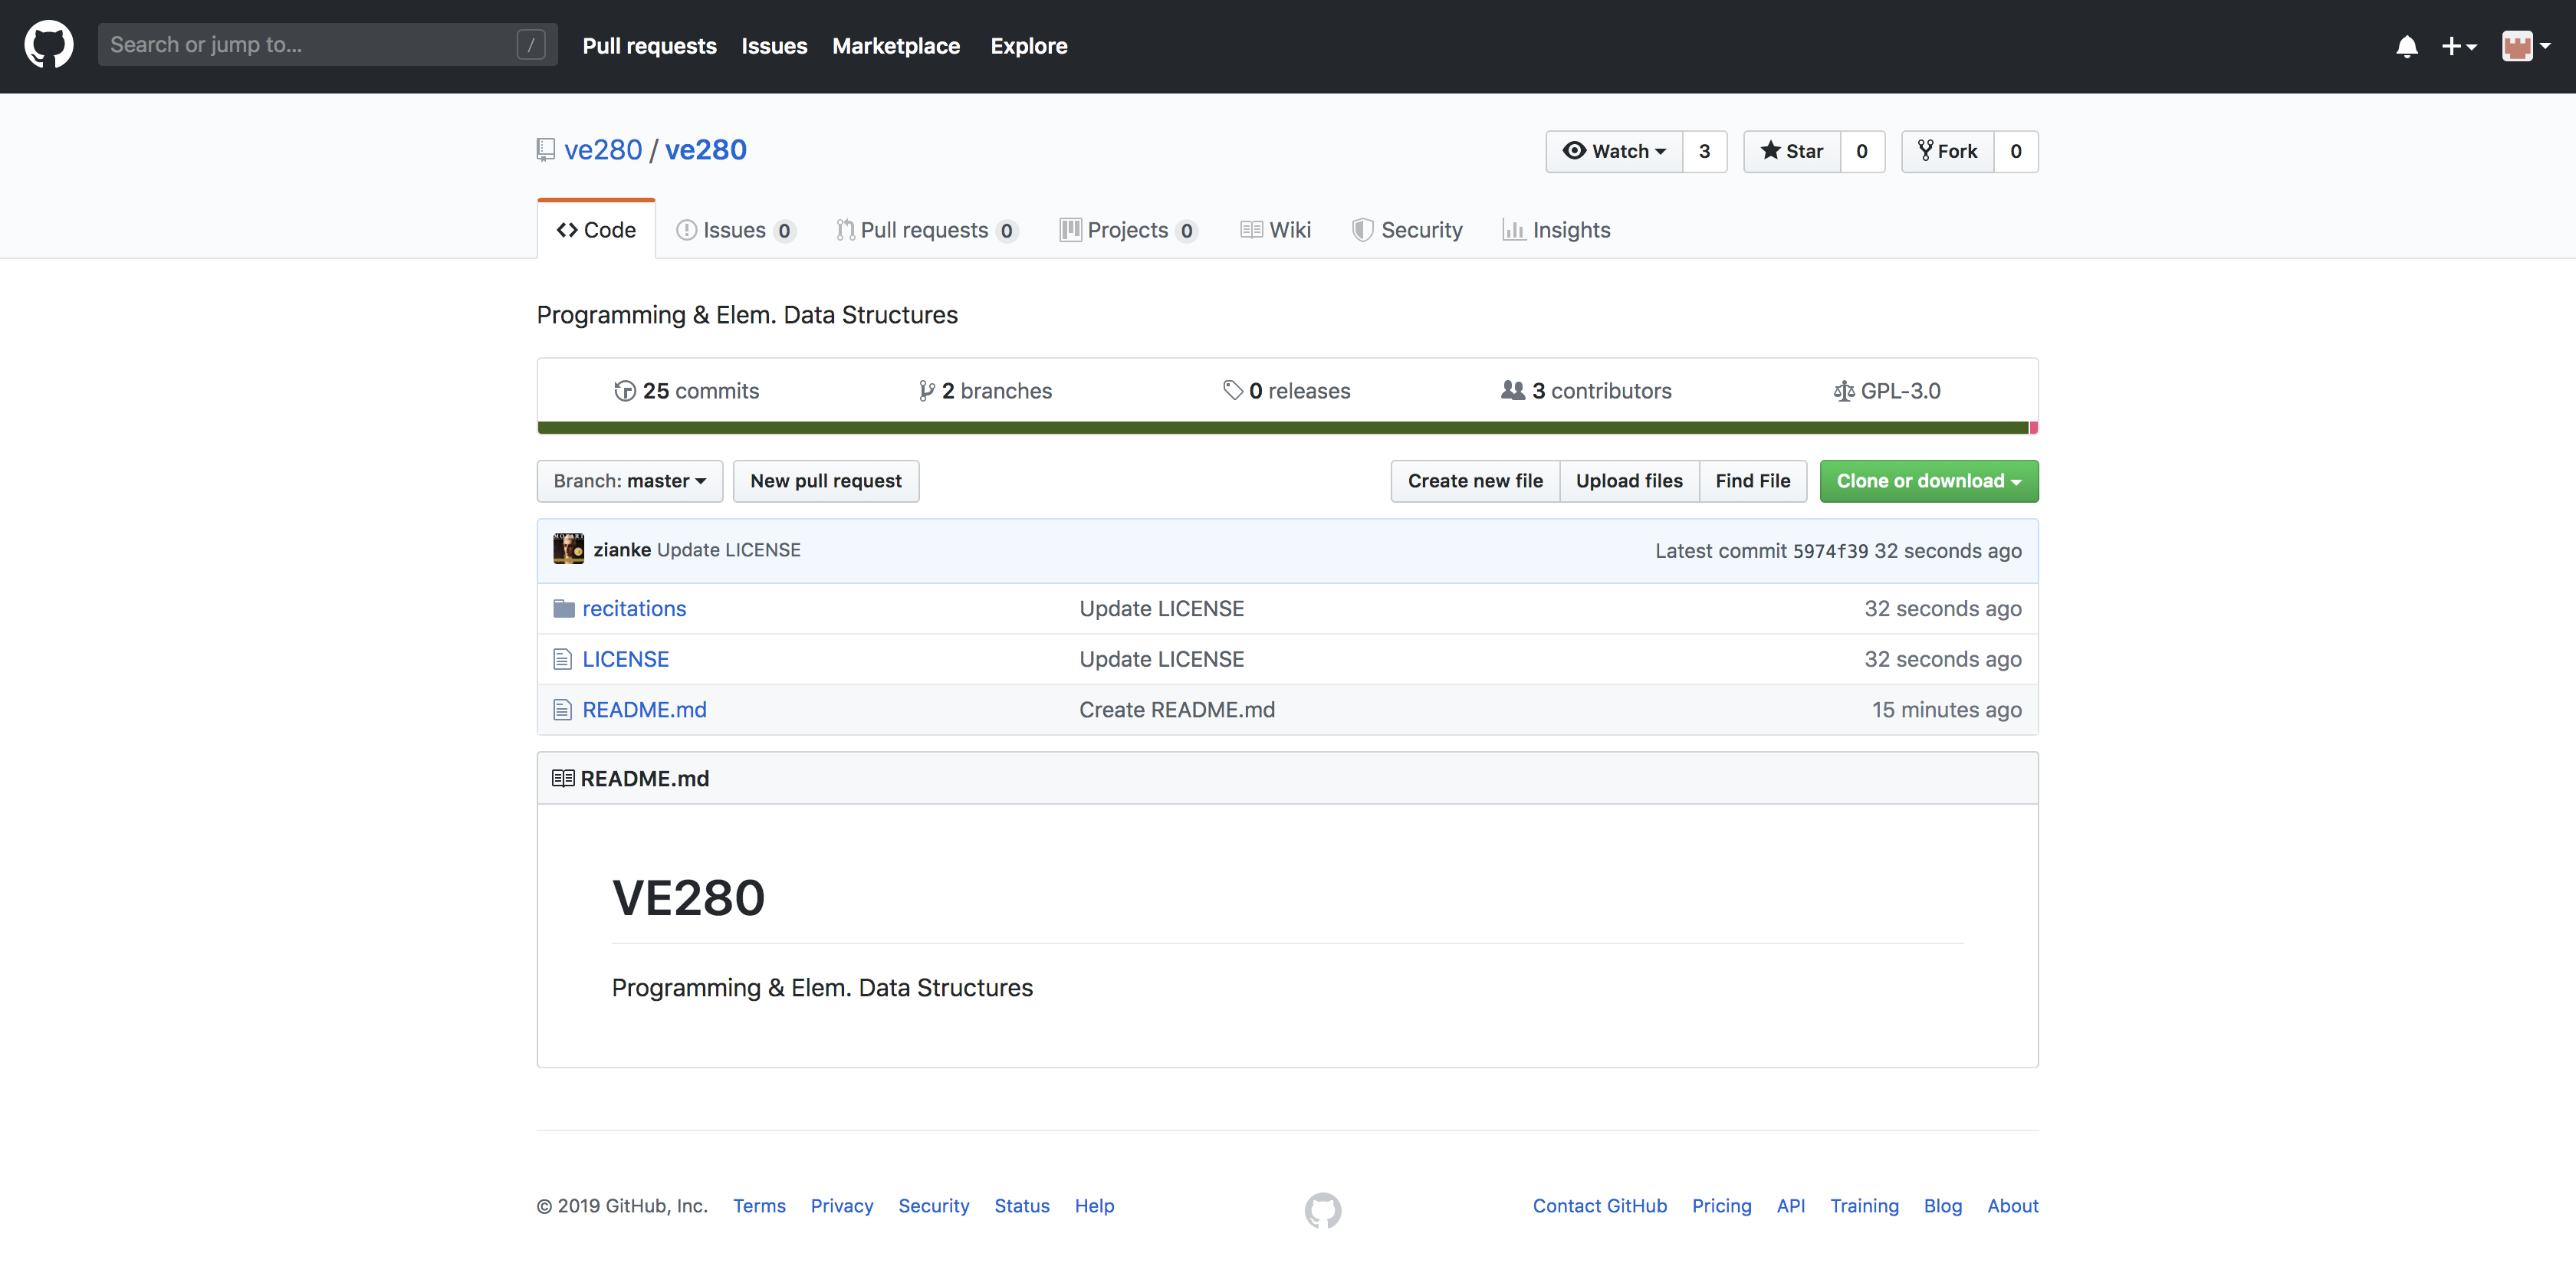 Search or jump to... / Pull requests Issues Marketplace Explore
ve280 / ve280 Watch 3 Star 0 Fork 0
Code Issues 0 Pull requests 0 Projects 0 Wiki Security Insights
Programming & Elem. Data Structures
25 commits 2 branches 0 releases 3 contributors GPL-3.0
Branch: master New pull request Create new file Upload files Find File Clone or download
zianke Update LICENSE Latest commit 5974f39 32 seconds ago
recitations Update LICENSE 32 seconds ago
LICENSE Update LICENSE 32 seconds ago
README.md Create README.md 15 minutes ago
README.md
VE280
Programming & Elem. Data Structures
© 2019 GitHub, Inc. Terms Privacy Security Status Help Contact GitHub Pricing API Training Blog About